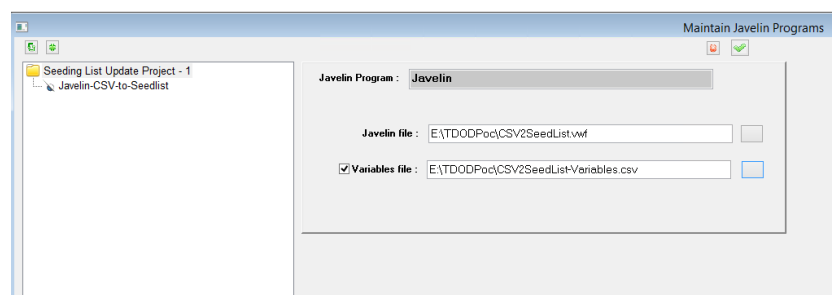 Maintain Javelin Programs
Seeding List Update Project - 1
Javelin-CSV-to-Seedlist
Javelin Program : Javelin
Javelin file : E:\TDODPoc\CSV2SeedList.vwf
Variables file : E:\TDODPoc\CSV2SeedList-Variables.csv